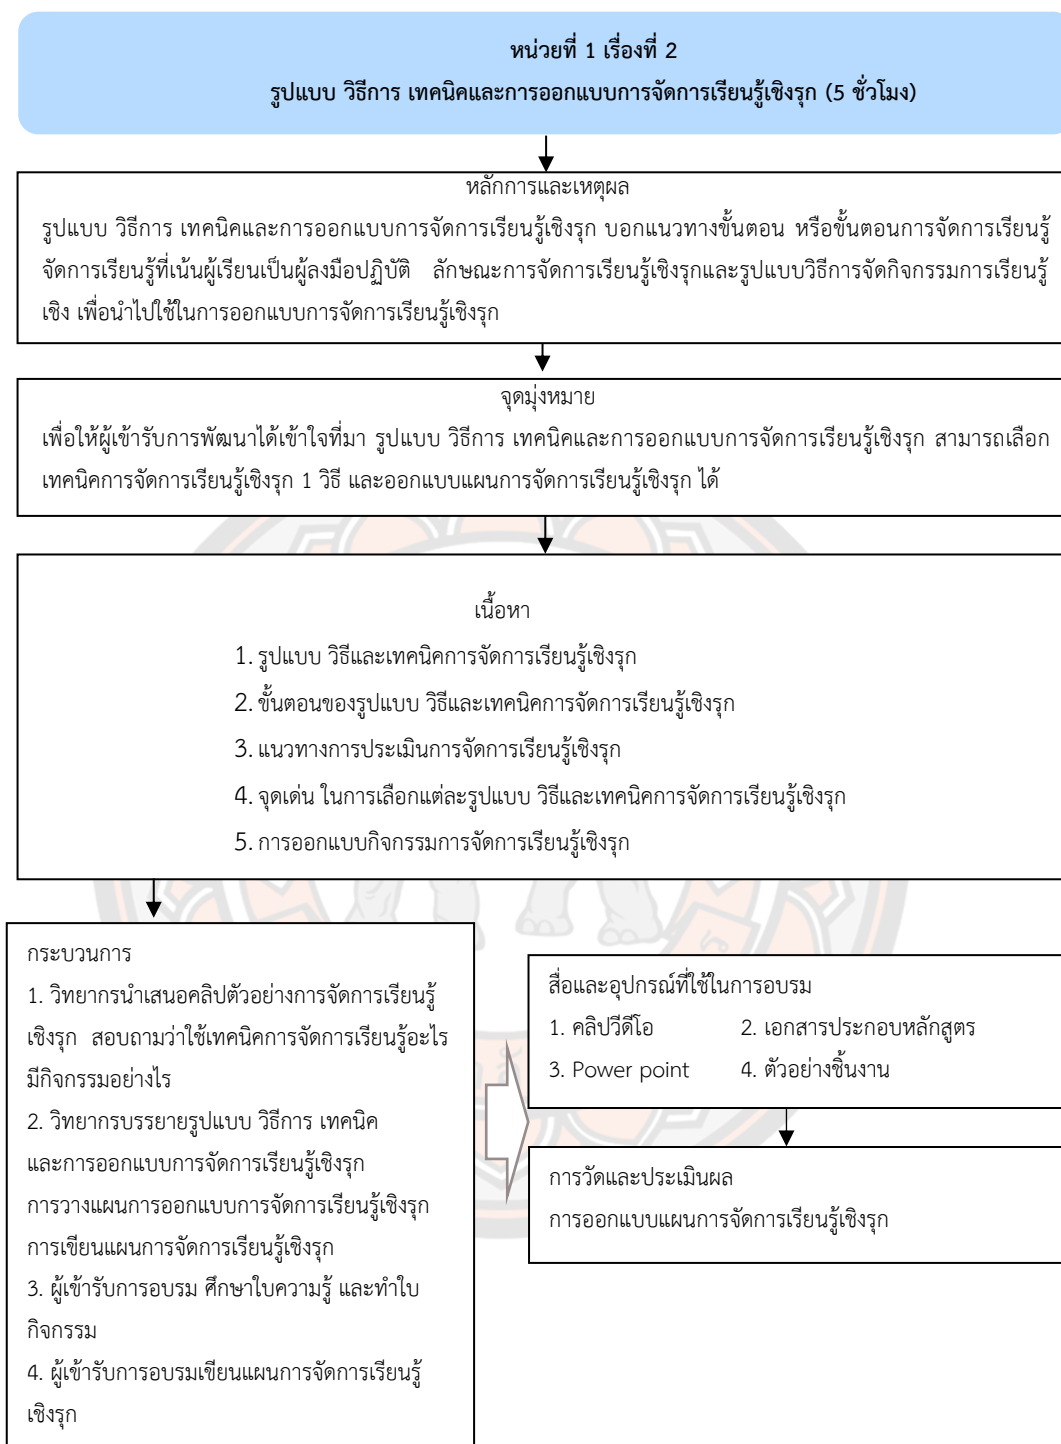 หน่วยที่ 1 เรื่องที่ 2
รูปแบบ วิธีการ เทคนิคและการออกแบบการจัดการเรียนรู้เชิงรุก (5 ชั่วโมง)
หลักการและเหตุผล
รูปแบบ วิธีการ เทคนิคและการออกแบบการจัดการเรียนรู้เชิงรุก บอกแนวทางขั้นตอน หรือขั้นตอนการจัดการเรียนรู้
จัดการเรียนรู้ที่เน้นผู้เรียนเป็นผู้ลงมือปฏิบัติ ลักษณะการจัดการเรียนรู้เชิงรุกและรูปแบบวิธีการจัดกิจกรรมการเรียนรู้
เชิง เพื่อนำไปใช้ในการออกแบบการจัดการเรียนรู้เชิงรุก
จุดมุ่งหมาย
เพื่อให้ผู้เข้ารับการพัฒนาได้เข้าใจที่มา รูปแบบ วิธีการ เทคนิคและการออกแบบการจัดการเรียนรู้เชิงรุก สามารถเลือก
เทคนิคการจัดการเรียนรู้เชิงรุก 1 วิธี และออกแบบแผนการจัดการเรียนรู้เชิงรุก ได้
เนื้อหา
1. รูปแบบ วิธีและเทคนิคการจัดการเรียนรู้เชิงรุก
2. ขั้นตอนของรูปแบบ วิธีและเทคนิคการจัดการเรียนรู้เชิงรุก
3. แนวทางการประเมินการจัดการเรียนรู้เชิงรุก
4. จุดเด่น ในการเลือกแต่ละรูปแบบ วิธีและเทคนิคการจัดการเรียนรู้เชิงรุก
5. การออกแบบกิจกรรมการจัดการเรียนรู้เชิงรุก
กระบวนการ
1. วิทยากรนำเสนอคลิปตัวอย่างการจัดการเรียนรู้
เชิงรุก สอบถามว่าใช้เทคนิคการจัดการเรียนรู้อะไร
มีกิจกรรมอย่างไร
2. วิทยากรบรรยายรูปแบบ วิธีการ เทคนิค
และการออกแบบการจัดการเรียนรู้เชิงรุก
การวางแผนการออกแบบการจัดการเรียนรู้เชิงรุก
การเขียนแผนการจัดการเรียนรู้เชิงรุก
3. ผู้เข้ารับการอบรม ศึกษาใบความรู้ และทำใบ
กิจกรรม
4. ผู้เข้ารับการอบรมเขียนแผนการจัดการเรียนรู้
เชิงรุก
สื่อและอุปกรณ์ที่ใช้ในการอบรม
1. คลิปวีดีโอ 2. เอกสารประกอบหลักสูตร
3. Power point 4. ตัวอย่างชิ้นงาน
การวัดและประเมินผล
การออกแบบแผนการจัดการเรียนรู้เชิงรุก